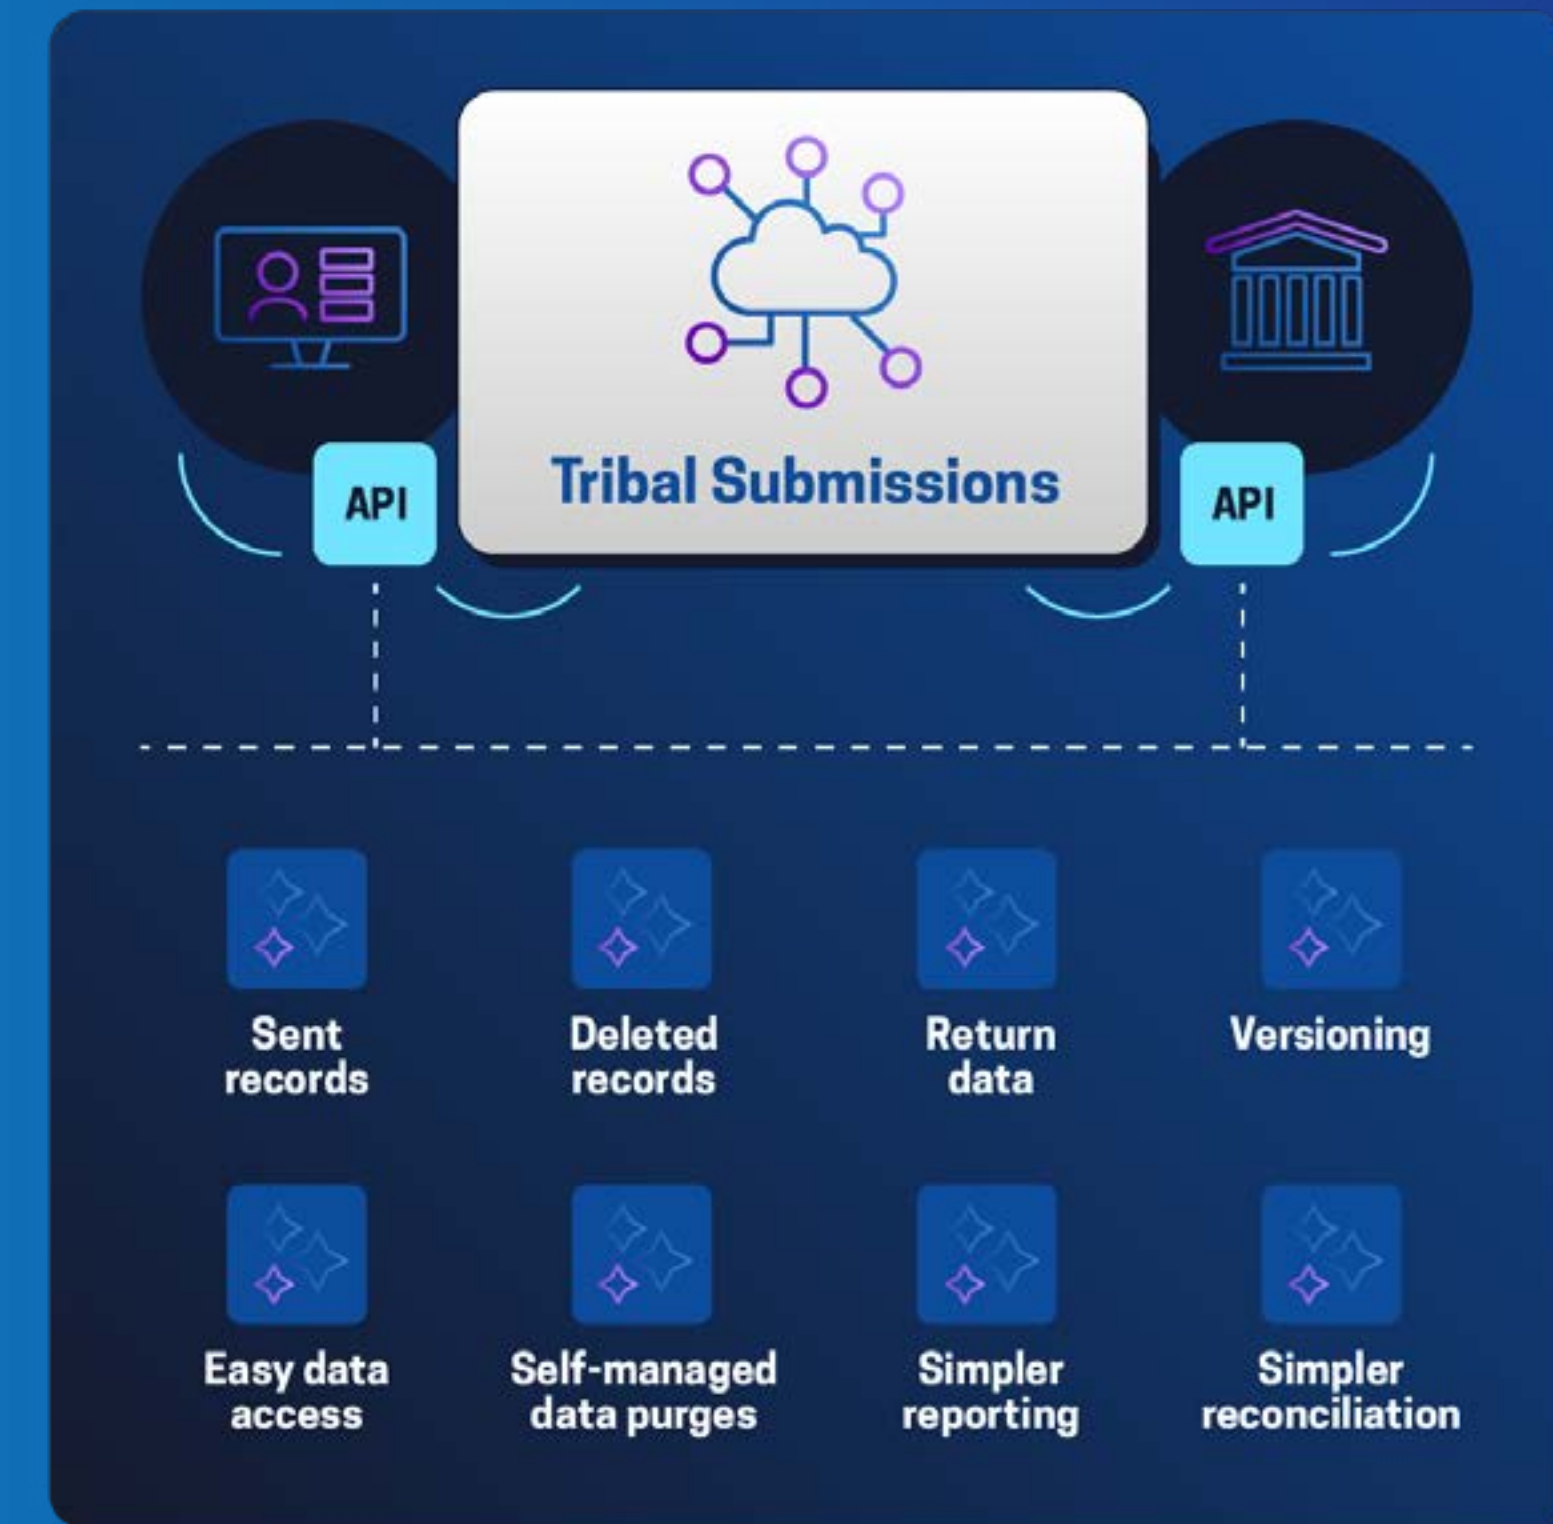 Tribal Submissions
API
API
Sent
records
Deleted
records
Return
data
Versioning
Easy data
access
Self-managed
data purges
Simpler
reporting
Simpler
reconciliation